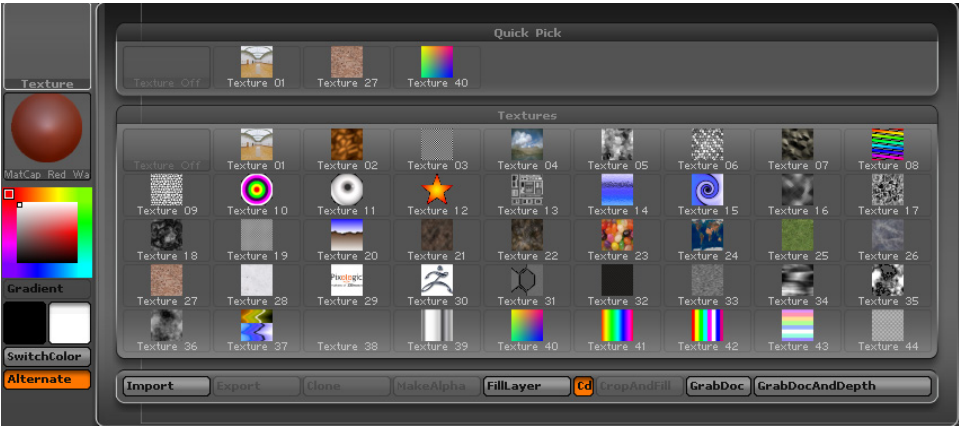 Quick Pick
Texture Off Texture 01 Texture 27 Texture 40
Texture
MatCap Red Wa
Gradient
SwitchColor
Alternate
Textures
Texture Off Texture 01 Texture 02 Texture 03 Texture 04 Texture 05 Texture 06 Texture 07 Texture 08
Texture 09 Texture 10 Texture 11 Texture 12 Texture 13 Texture 14 Texture 15 Texture 16 Texture 17
Texture 18 Texture 19 Texture 20 Texture 21 Texture 22 Texture 23 Texture 24 Texture 25 Texture 26
Pixologic
Texture 27 Texture 28 Texture 29 Texture 30 Texture 31 Texture 32 Texture 33 Texture 34 Texture 35
Texture 36 Texture 37 Texture 38 Texture 39 Texture 40 Texture 41 Texture 42 Texture 43 Texture 44
Import Export Clone MakeAlpha FillLayer Cd CropAndFill GrabDoc GrabDocAndDepth